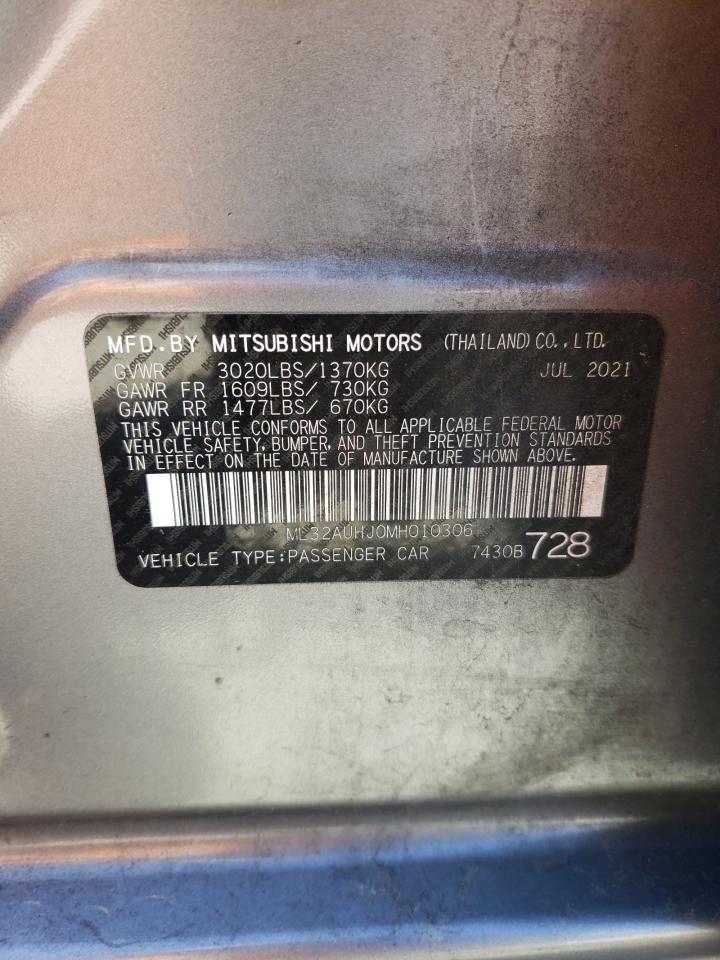 MFD.BY MITSUBISHI MOTORS (THAILAND)CO.,LTD.
GVWR 3020LBS/1370KG JUL 2021
GAWR FR 1609LBS/ 730KG
GAWR RR 1477LBS/ 670KG
THIS VEHICLE CONFORMS TO ALL APPLICABLE FEDERAL MOTOR
VEHICLE SAFETY, BUMPER, AND THEFT PREVENTION STANDARDS
IN EFFECT ON THE DATE OF MANUFACTURE SHOWN ABOVE.
ML32AUHJ0MH010306
VEHICLE TYPE:PASSENGER CAR 7430B728